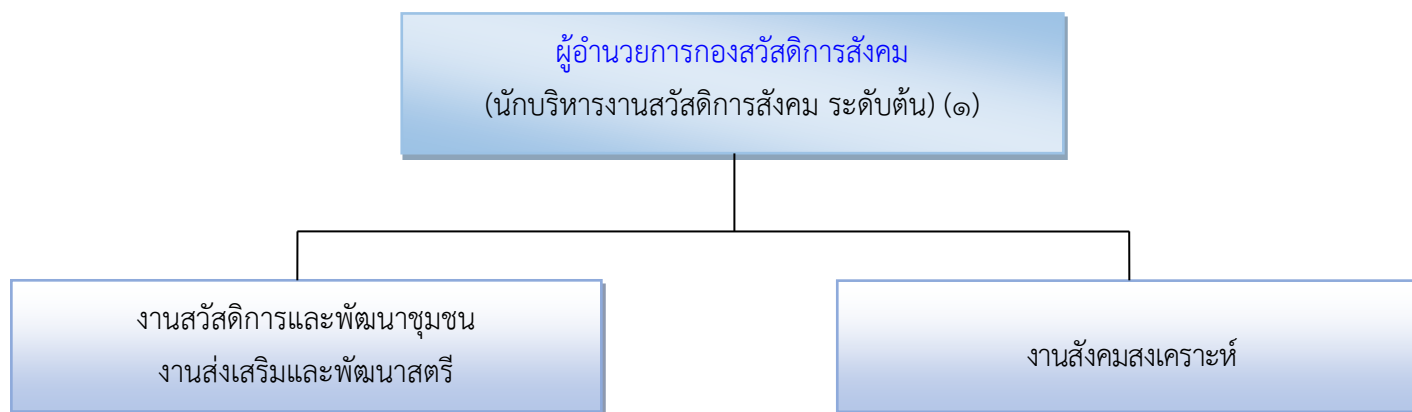 ผู้อำนวยการกองสวัสดิการสังคม
(นักบริหารงานสวัสดิการสังคม ระดับต้น) (๑)
งานสวัสดิการและพัฒนาชุมชน
งานส่งเสริมและพัฒนาสตรี
งานสังคมสงเคราะห์